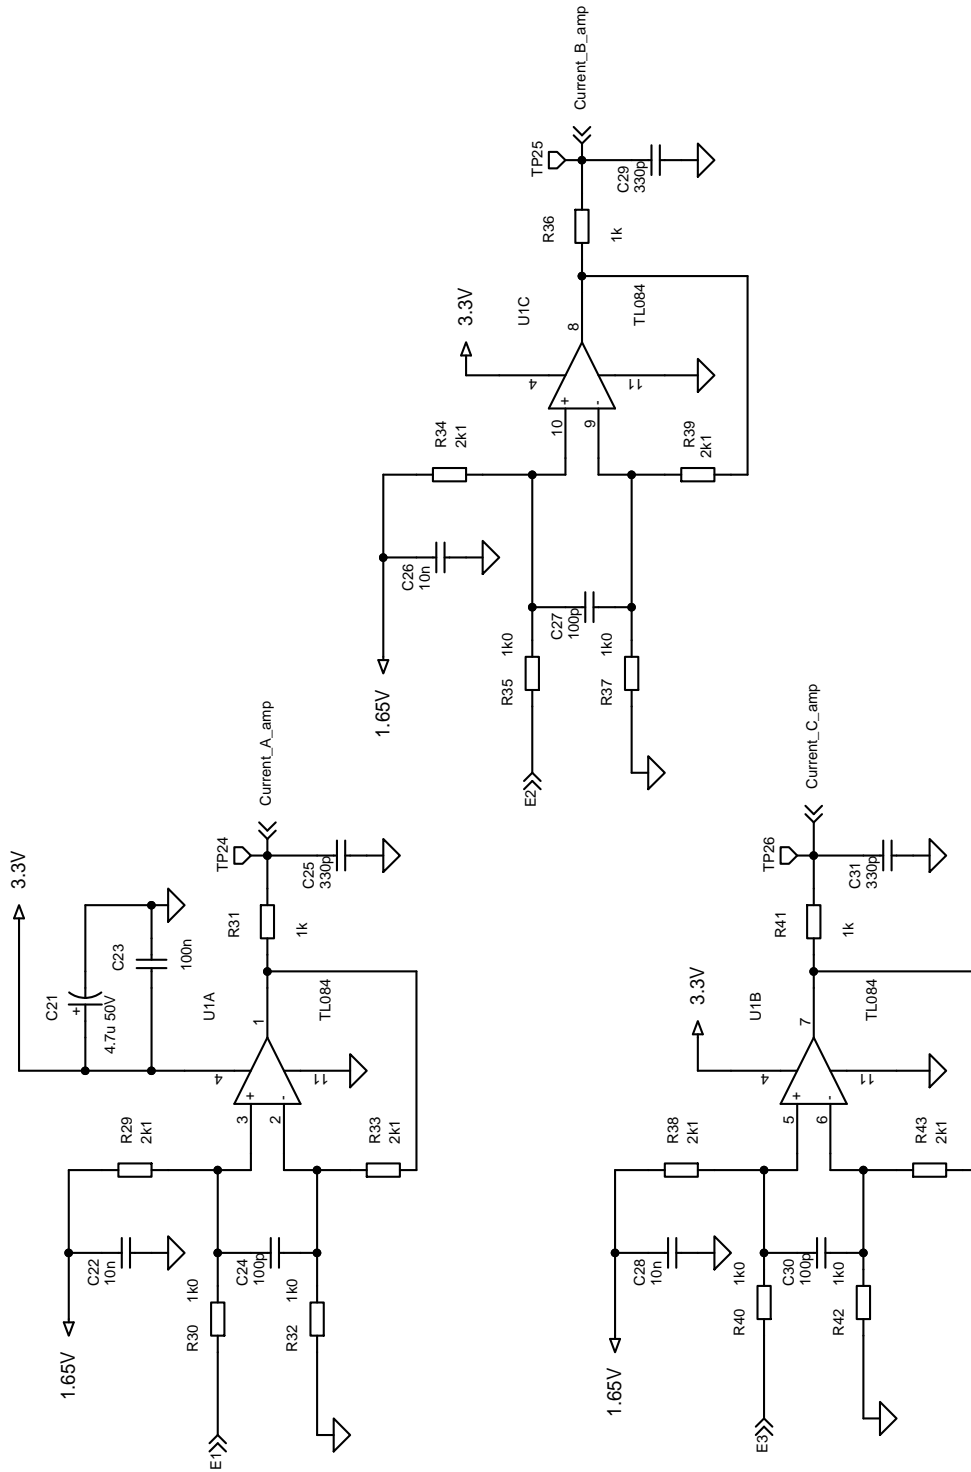 Current_B_amp
TP25
C29
330p
R36
1k
3.3V
U1C
8
TL084
4
11
R34
2k1
+
10
-
9
R39
2k1
C26
10n
C27
100p
R35
1k0
R37
1k0
1.65V
E2
Current_A_amp
TP24
C25
330p
R31
1k
3.3V
C21
+
4.7u 50V
C23
100n
U1A
1
TL084
4
11
R29
2k1
+
3
-
2
R33
2k1
C22
10n
C24
100p
R30
1k0
R32
1k0
1.65V
E1
Current_C_amp
TP26
C31
330p
R41
1k
3.3V
U1B
7
TL084
4
11
R38
2k1
+
5
-
6
R43
2k1
C28
10n
C30
100p
R40
1k0
R42
1k0
1.65V
E3